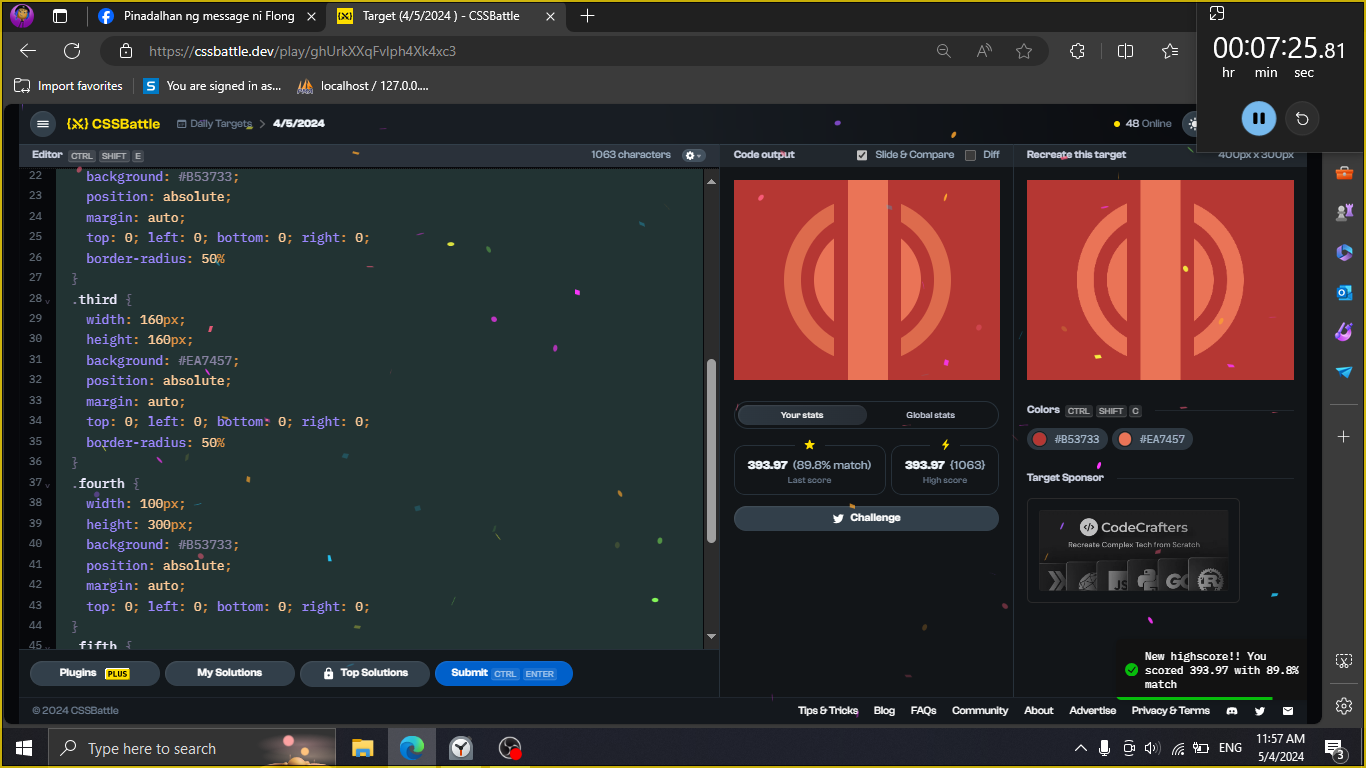 Pinadalhan ng message ni Flong
Target (4/5/2024 ) - CSSBattle
https://cssbattle.dev/play/ghUrkXXqFvlph4Xk4xc3
Import favorites
S
You are signed in as...
localhost / 127.0.0....
00:07:25.81
hr min sec
CSSBattle
Daily Targets > 4/5/2024
48 Online
Editor CTRL SHIFT E
1063 characters
Code output
Slide & Compare
Diff
Recreate this target
400px x 300px
22 background: #B53733;
23 position: absolute;
24 margin: auto;
25 top: 0; left: 0; bottom: 0; right: 0;
26 border-radius: 50%
27 }
28 .third {
29 width: 160px;
30 height: 160px;
31 background: #EA7457;
32 position: absolute;
33 margin: auto;
34 top: 0; left: 0; bottom: 0; right: 0;
35 border-radius: 50%
36 }
37 .fourth {
38 width: 100px;
39 height: 300px;
40 background: #B53733;
41 position: absolute;
42 margin: auto;
43 top: 0; left: 0; bottom: 0; right: 0;
44 }
45 .fifth {
Your stats
Global stats
393.97 (89.8% match)
Last score
393.97 {1063}
High score
Challenge
Colors CTRL SHIFT C
#B53733
#EA7457
Target Sponsor
CodeCrafters
Recreate Complex Tech from Scratch
JS
GO
New highscore!! You
scored 393.97 with 89.8%
match
Plugins PLUS
My Solutions
Top Solutions
Submit CTRL ENTER
© 2024 CSSBattle
Tips & Tricks
Blog
FAQs
Community
About
Advertise
Privacy & Terms
Type here to search
ENG
11:57 AM
5/4/2024
3